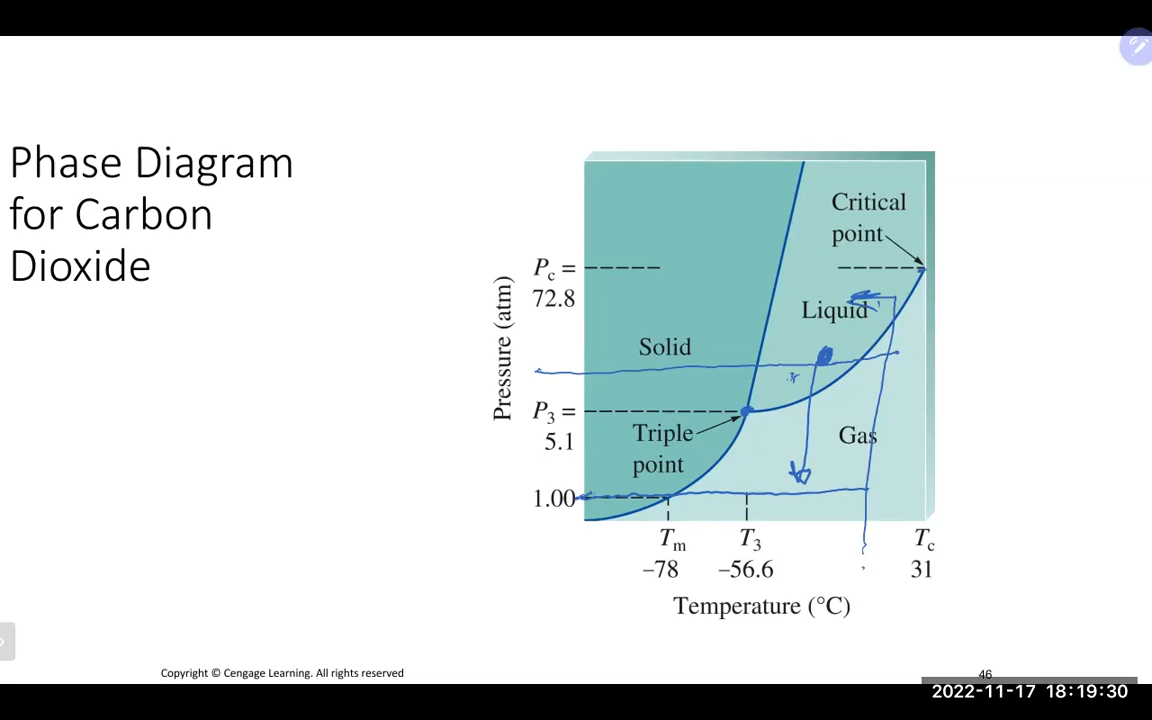 Phase Diagram
for Carbon
Dioxide
Critical
point
Pc =
72.8
Liquid
Solid
Pressure (atm)
P3 =
5.1
Triple
point
Gas
1.00
Tm
T3
Tc
−78
−56.6
31
Temperature (°C)
Copyright © Cengage Learning. All rights reserved
46
2022-11-17 18:19:30